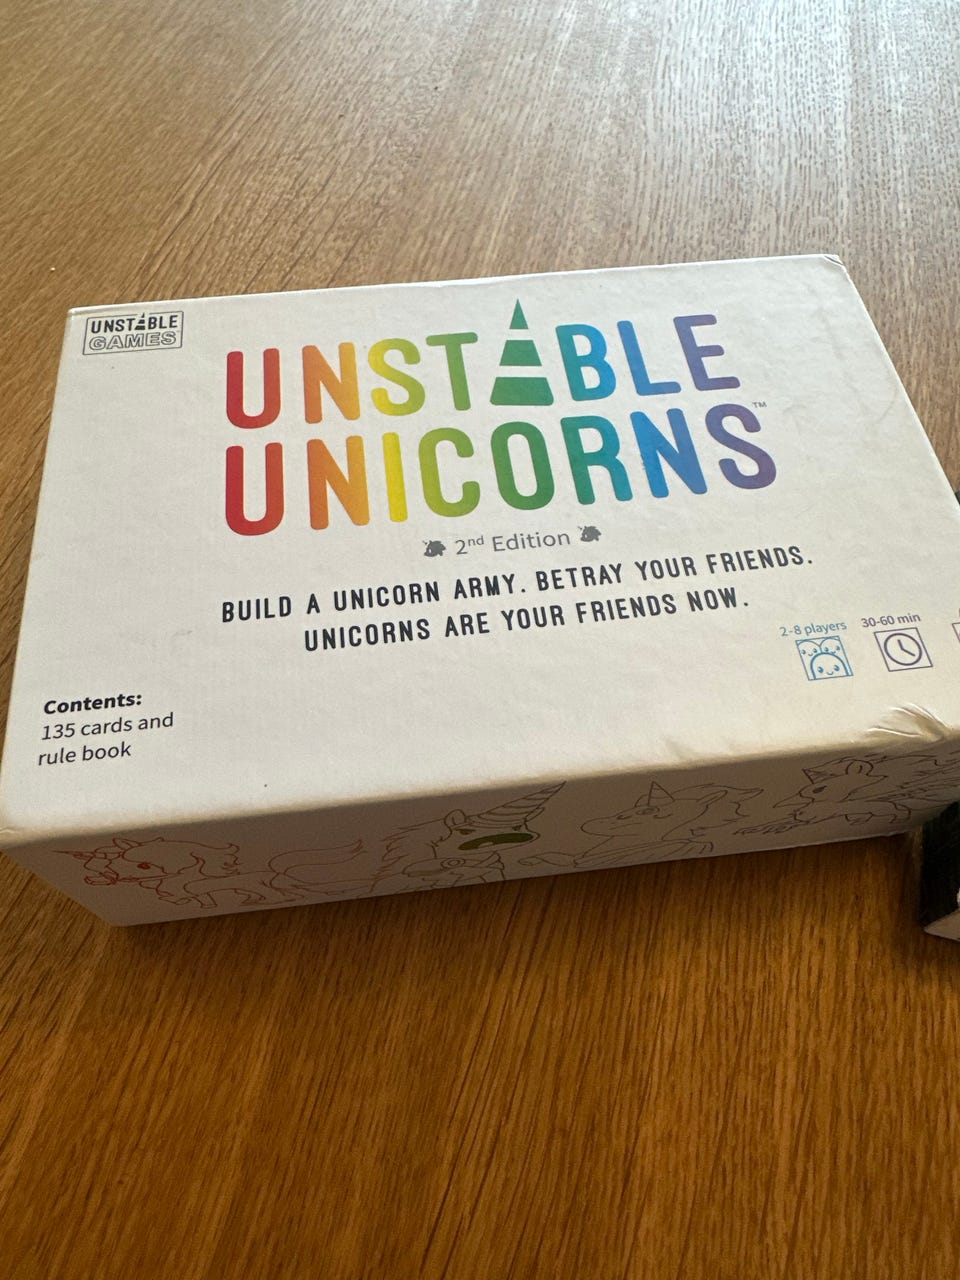 UNSTABLE
GAMES
UNSTABLE
UNICORNS™
2nd Edition
BUILD A UNICORN ARMY. BETRAY YOUR FRIENDS.
UNICORNS ARE YOUR FRIENDS NOW.
2-8 players
30-60 min
Contents:
135 cards and
rule book